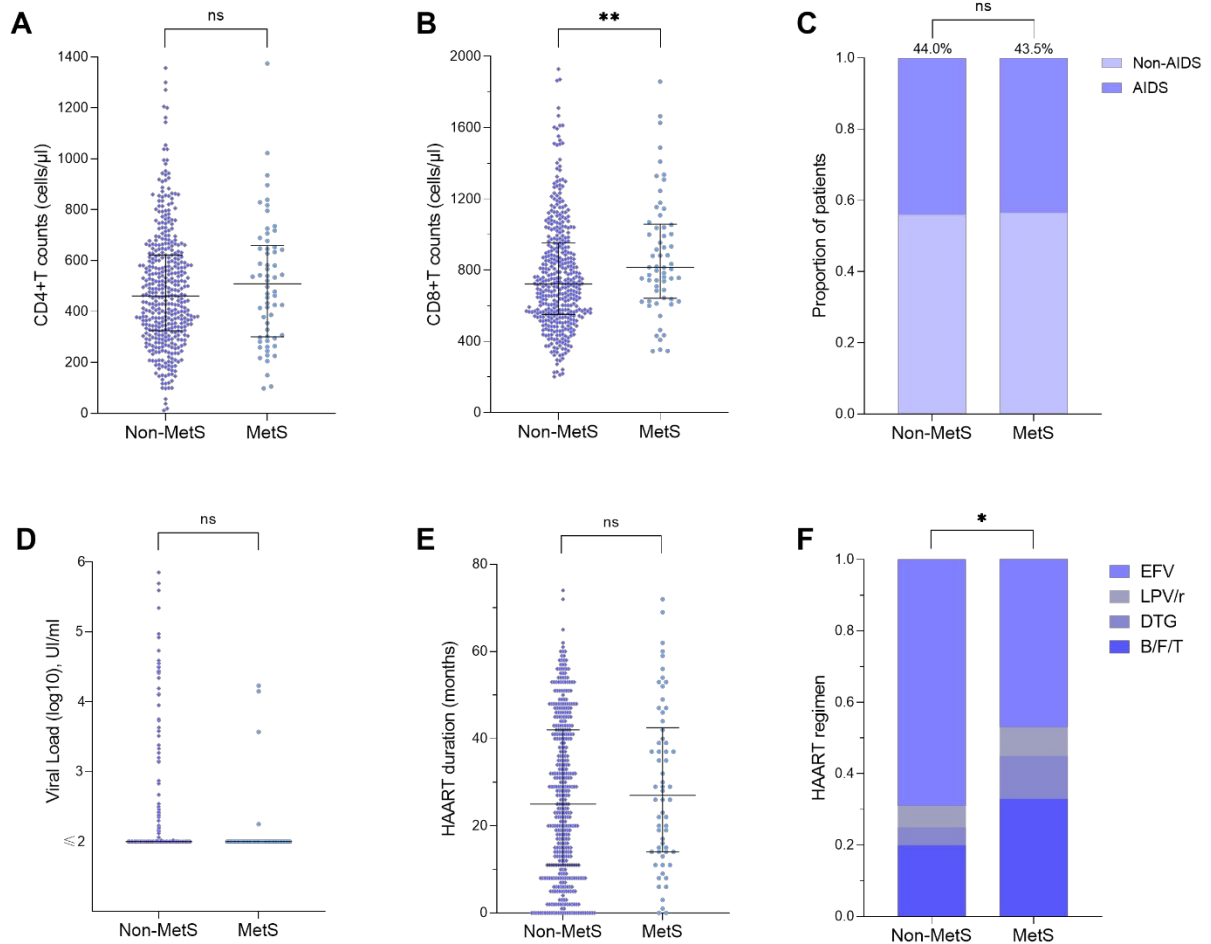 A
ns
CD4+T counts (cells/μl)
1400
1200
1000
800
600
400
200
0
Non-MetS MetS
B
**
CD8+T counts (cells/μl)
2000
1600
1200
800
400
0
Non-MetS MetS
C
ns
44.0% 43.5%
Proportion of patients
1.0
0.8
0.6
0.4
0.2
0.0
Non-MetS MetS
Non-AIDS
AIDS
D
ns
Viral Load (log10), UI/ml
6
5
4
3
⩽2
Non-MetS MetS
E
ns
HAART duration (months)
80
60
40
20
0
Non-MetS MetS
F
*
HAART regimen
1.0
0.8
0.6
0.4
0.2
0.0
Non-MetS MetS
EFV
LPV/r
DTG
B/F/T